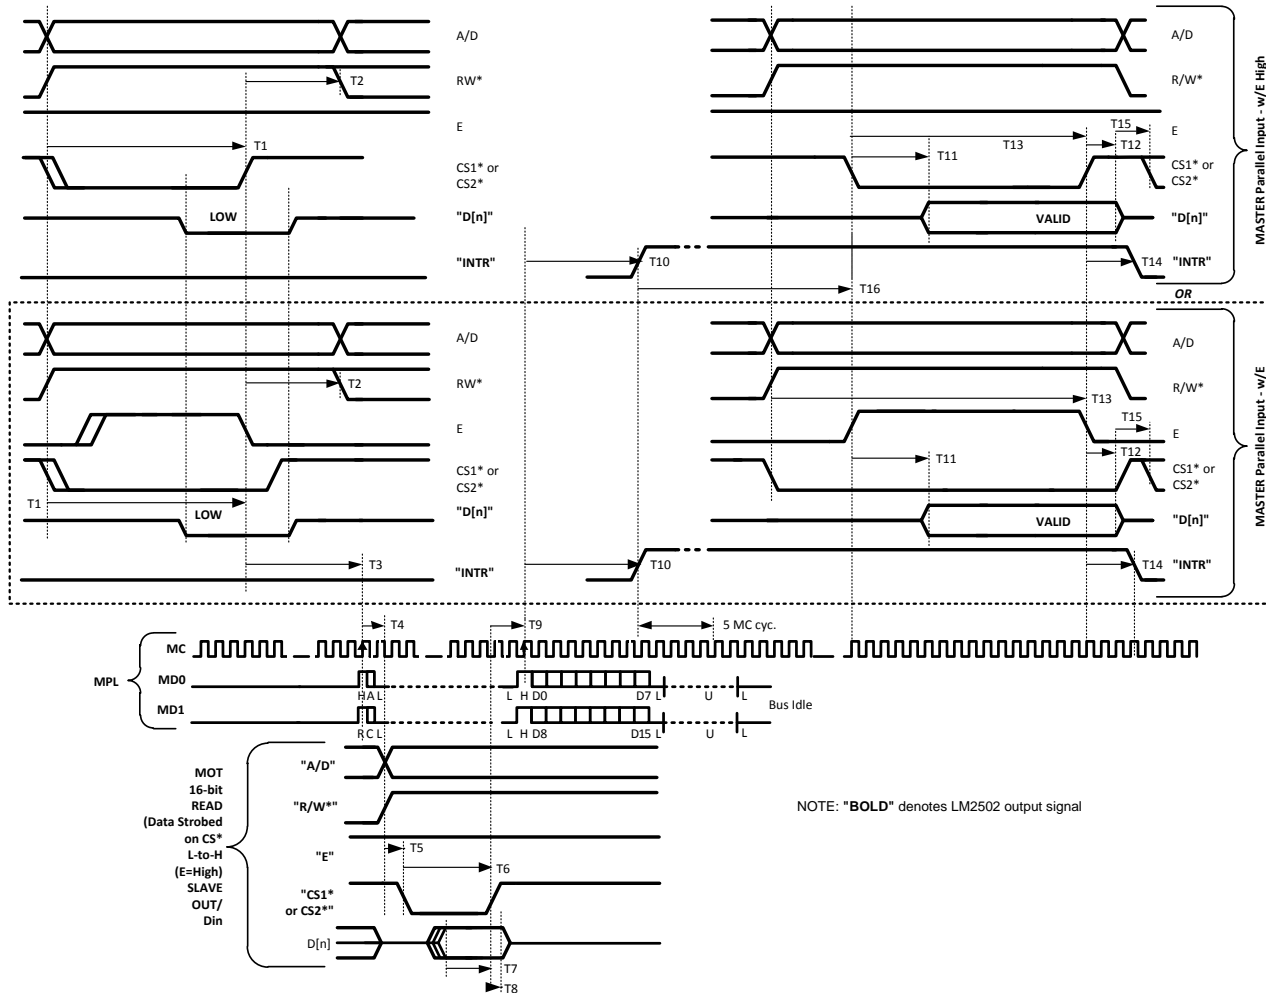 A/D
RW*
T2
E
T1
CS1* or
CS2*
LOW
"D[n]"
"INTR"
T10
T16
A/D
R/W*
T15
E
T13
T12
T11
CS1* or
CS2*
VALID
"D[n]"
T14
"INTR"
OR
MASTER Parallel Input - w/E High
A/D
RW*
T2
E
CS1* or
CS2*
T1
LOW
"D[n]"
T3
"INTR"
T10
A/D
R/W*
T13
T15
E
T12
T11
CS1* or
CS2*
VALID
"D[n]"
T14
"INTR"
MASTER Parallel Input - w/E
T4
T9
5 MC cyc.
MPL
MC
MD0
H A L
L H D0 D7 L U L
Bus Idle
MD1
R C L
L H D8 D15 L U L
MOT
16-bit
READ
(Data Strobed
on CS*
L-to-H
(E=High)
SLAVE
OUT/
Din
"A/D"
"R/W*"
T5
"E"
T6
"CS1*
or CS2*"
D[n]
T7
T8
NOTE: "BOLD" denotes LM2502 output signal